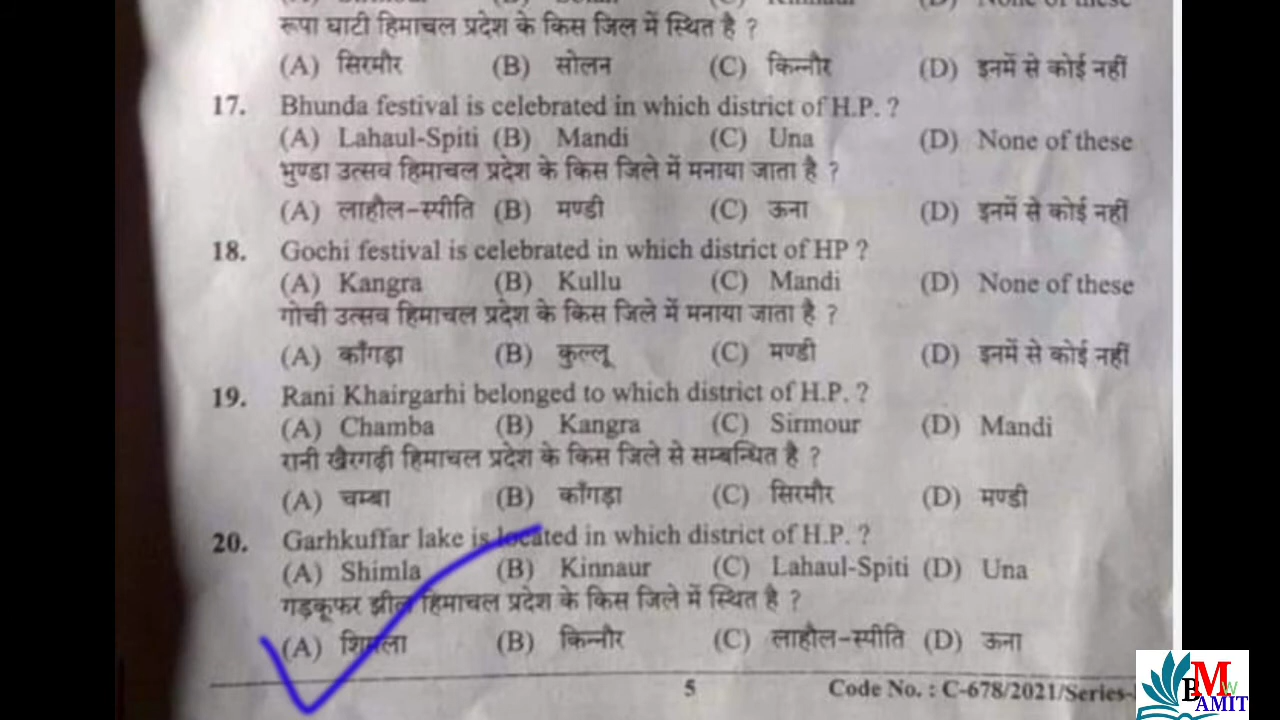 रूपा घाटी हिमाचल प्रदेश के किस जिले में स्थित है ?
(A) सिरमौर (B) सोलन (C) किन्नौर (D) इनमें से कोई नहीं
17. Bhunda festival is celebrated in which district of H.P. ?
(A) Lahaul-Spiti (B) Mandi (C) Una (D) None of these
भुण्डा उत्सव हिमाचल प्रदेश के किस जिले में मनाया जाता है ?
(A) लाहौल-स्पीति (B) मण्डी (C) ऊना (D) इनमें से कोई नहीं
18. Gochi festival is celebrated in which district of HP ?
(A) Kangra (B) Kullu (C) Mandi (D) None of these
गोची उत्सव हिमाचल प्रदेश के किस जिले में मनाया जाता है ?
(A) काँगड़ा (B) कुल्लू (C) मण्डी (D) इनमें से कोई नहीं
19. Rani Khairgarhi belonged to which district of H.P. ?
(A) Chamba (B) Kangra (C) Sirmour (D) Mandi
रानी खैरगढ़ी हिमाचल प्रदेश के किस जिले से सम्बन्धित है ?
(A) चम्बा (B) काँगड़ा (C) सिरमौर (D) मण्डी
20. Garhkuffar lake is located in which district of H.P. ?
(A) Shimla (B) Kinnaur (C) Lahaul-Spiti (D) Una
गड़कूफर झील हिमाचल प्रदेश के किस जिले में स्थित है ?
(A) शिमला (B) किन्नौर (C) लाहौल-स्पीति (D) ऊना
5 Code No. : C-678/2021/Series-
BMW
AMIT